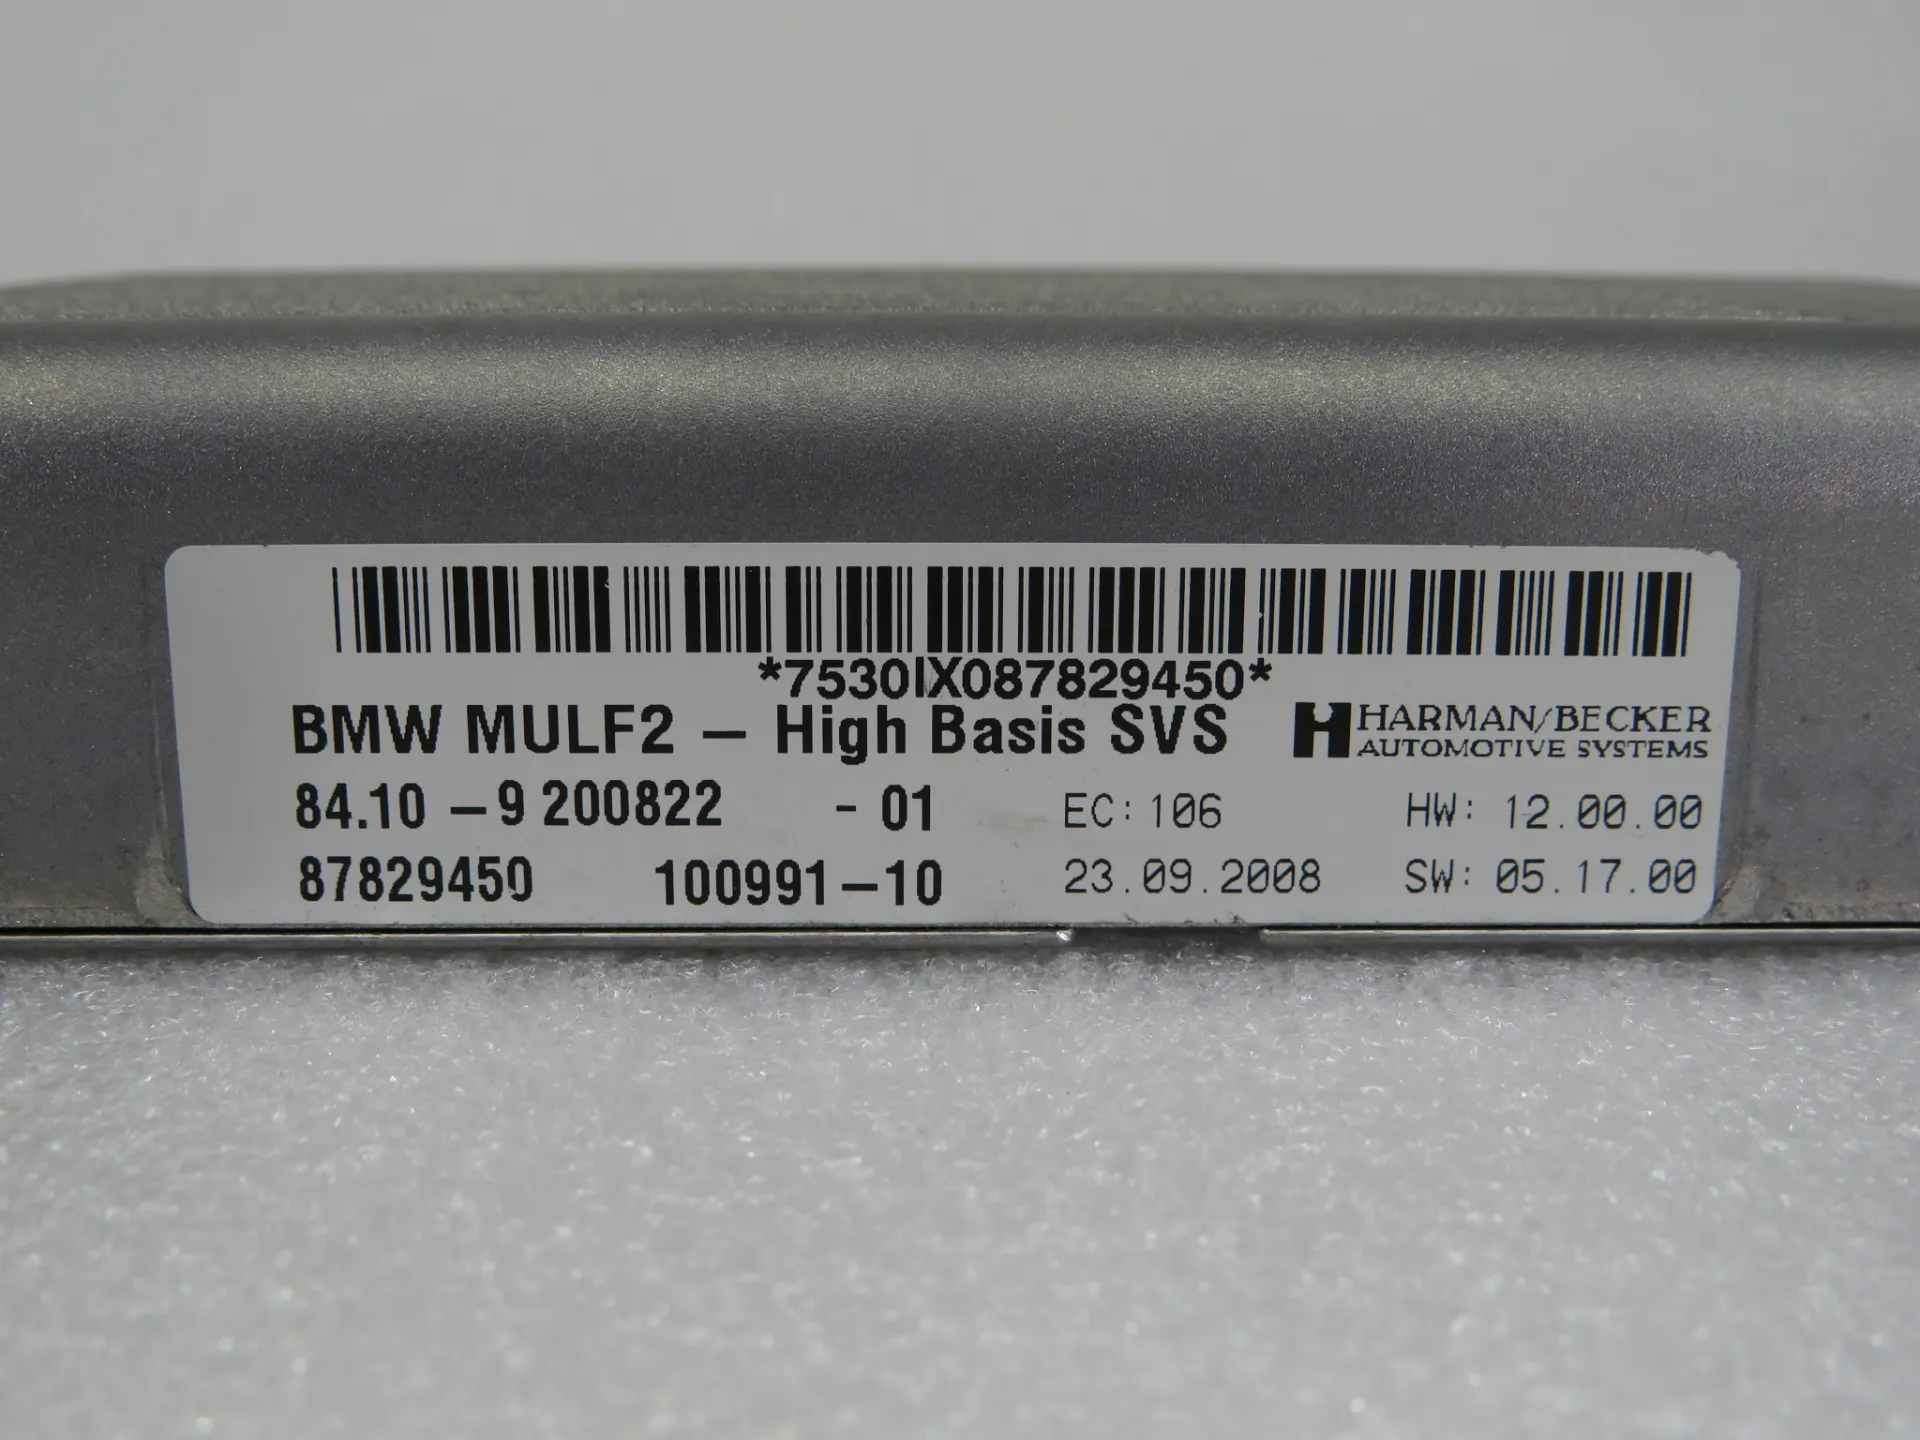 *7530IX087829450*
BMW MULF2 – High Basis SVS
HARMAN/BECKER
AUTOMOTIVE SYSTEMS
84.10 – 9 200822 - 01 EC: 106 HW: 12.00.00
87829450 100991–10 23.09.2008 SW: 05.17.00